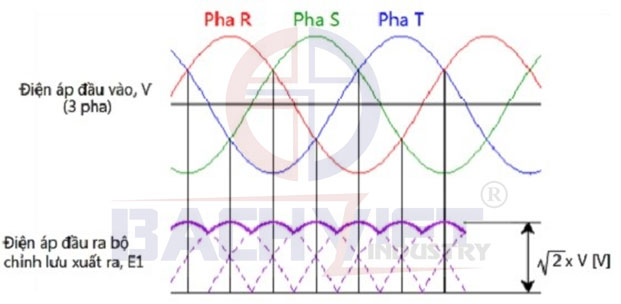 Pha R Pha S Pha T
Điện áp đầu vào, V
(3 pha)
BACHVIET ®
INDUSTRY
Điện áp đầu ra bộ
chỉnh lưu xuất ra, E1
√2 x V [V]